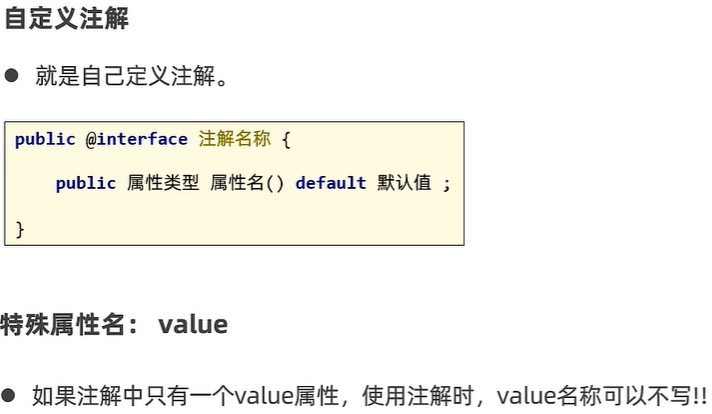 自定义注解
● 就是自己定义注解。
public @interface 注解名称 {
public 属性类型 属性名() default 默认值 ;
}
特殊属性名： value
● 如果注解中只有一个value属性，使用注解时，value名称可以不写!!